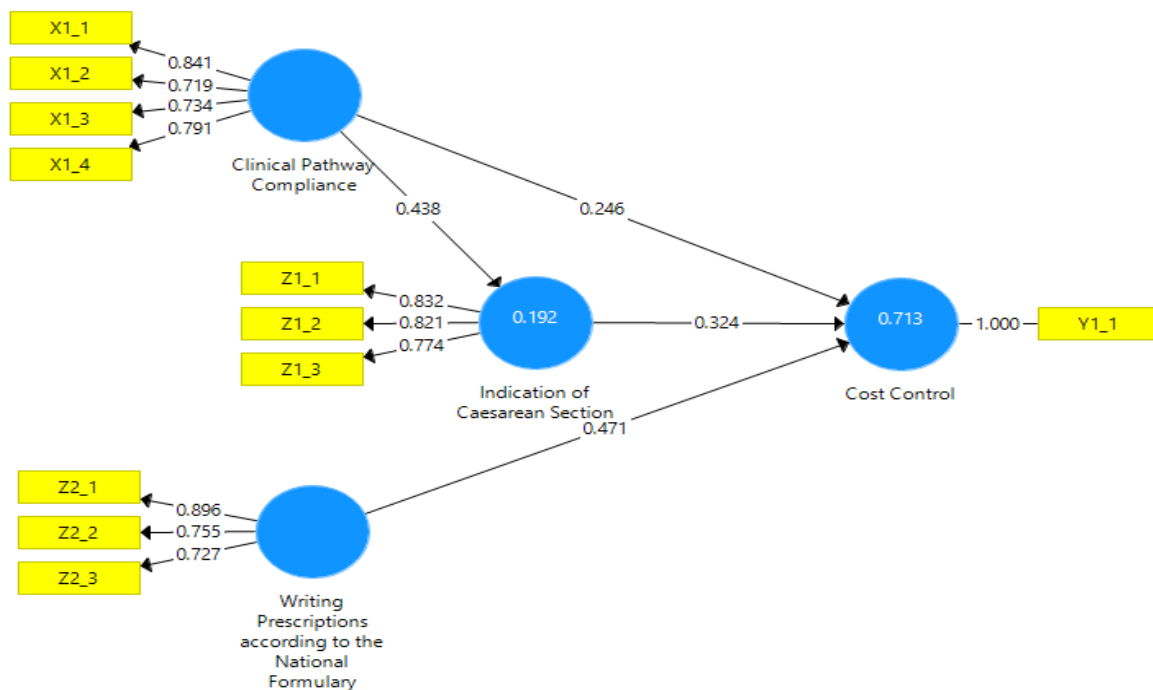 X1_1
X1_2
X1_3
X1_4
0.841
0.719
0.734
0.791
Clinical Pathway
Compliance
0.438
0.246
Z1_1
Z1_2
Z1_3
0.832
0.821
0.774
0.192
Indication of
Caesarean Section
0.324
0.713
Cost Control
1.000
Y1_1
0.471
Z2_1
Z2_2
Z2_3
0.896
0.755
0.727
Writing
Prescriptions
according to the
National
Formulary